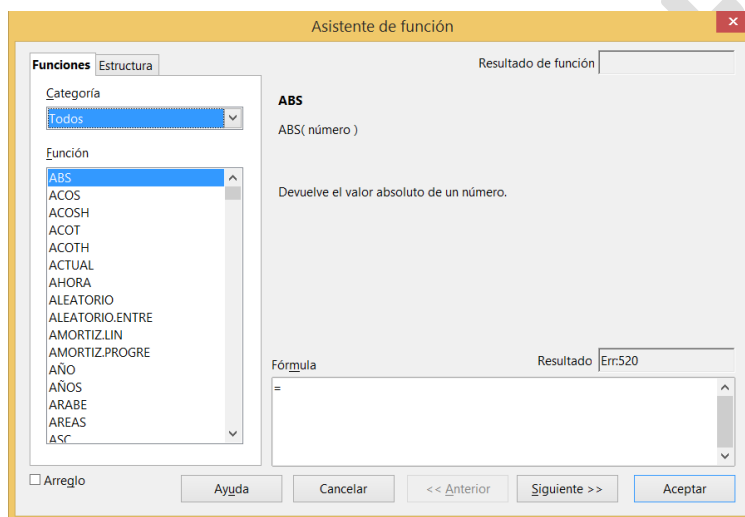 Asistente de función
x
Funciones Estructura
Resultado de función
Categoría
Todos
Función
ABS
ACOS
ACOSH
ACOT
ACOTH
ACTUAL
AHORA
ALEATORIO
ALEATORIO.ENTRE
AMORTIZ.LIN
AMORTIZ.PROGRE
AÑO
AÑOS
ARABE
AREAS
ASC
ABS
ABS( número )
Devuelve el valor absoluto de un número.
Fórmula
Resultado Err:520
=
Arreglo
Ayuda
Cancelar
<< Anterior
Siguiente >>
Aceptar